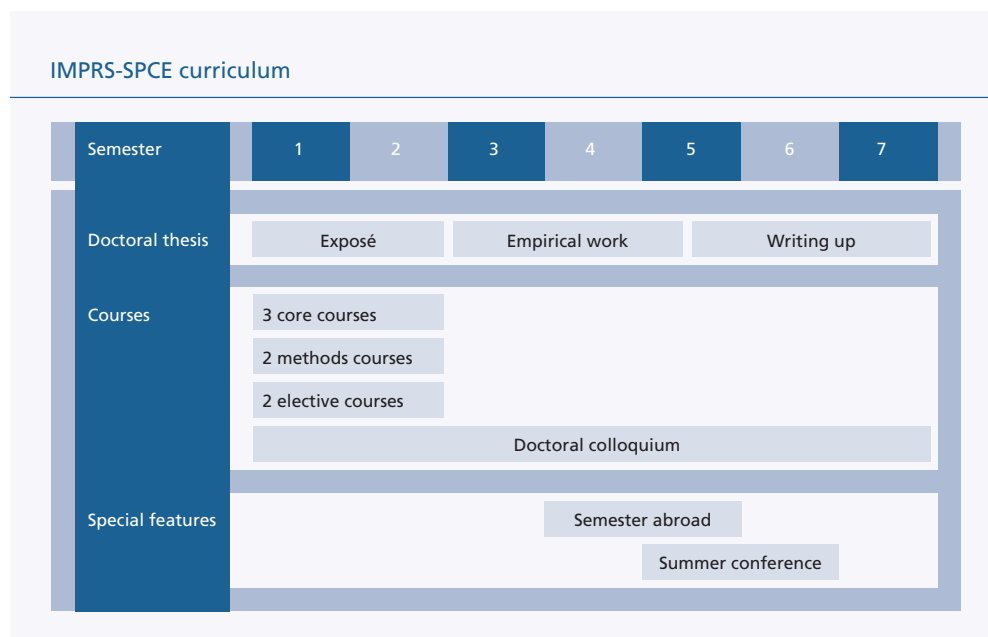 IMPRS-SPCE curriculum
Semester 1 2 3 4 5 6 7
Doctoral thesis Exposé Empirical work Writing up
Courses 3 core courses
2 methods courses
2 elective courses
Doctoral colloquium
Special features Semester abroad
Summer conference